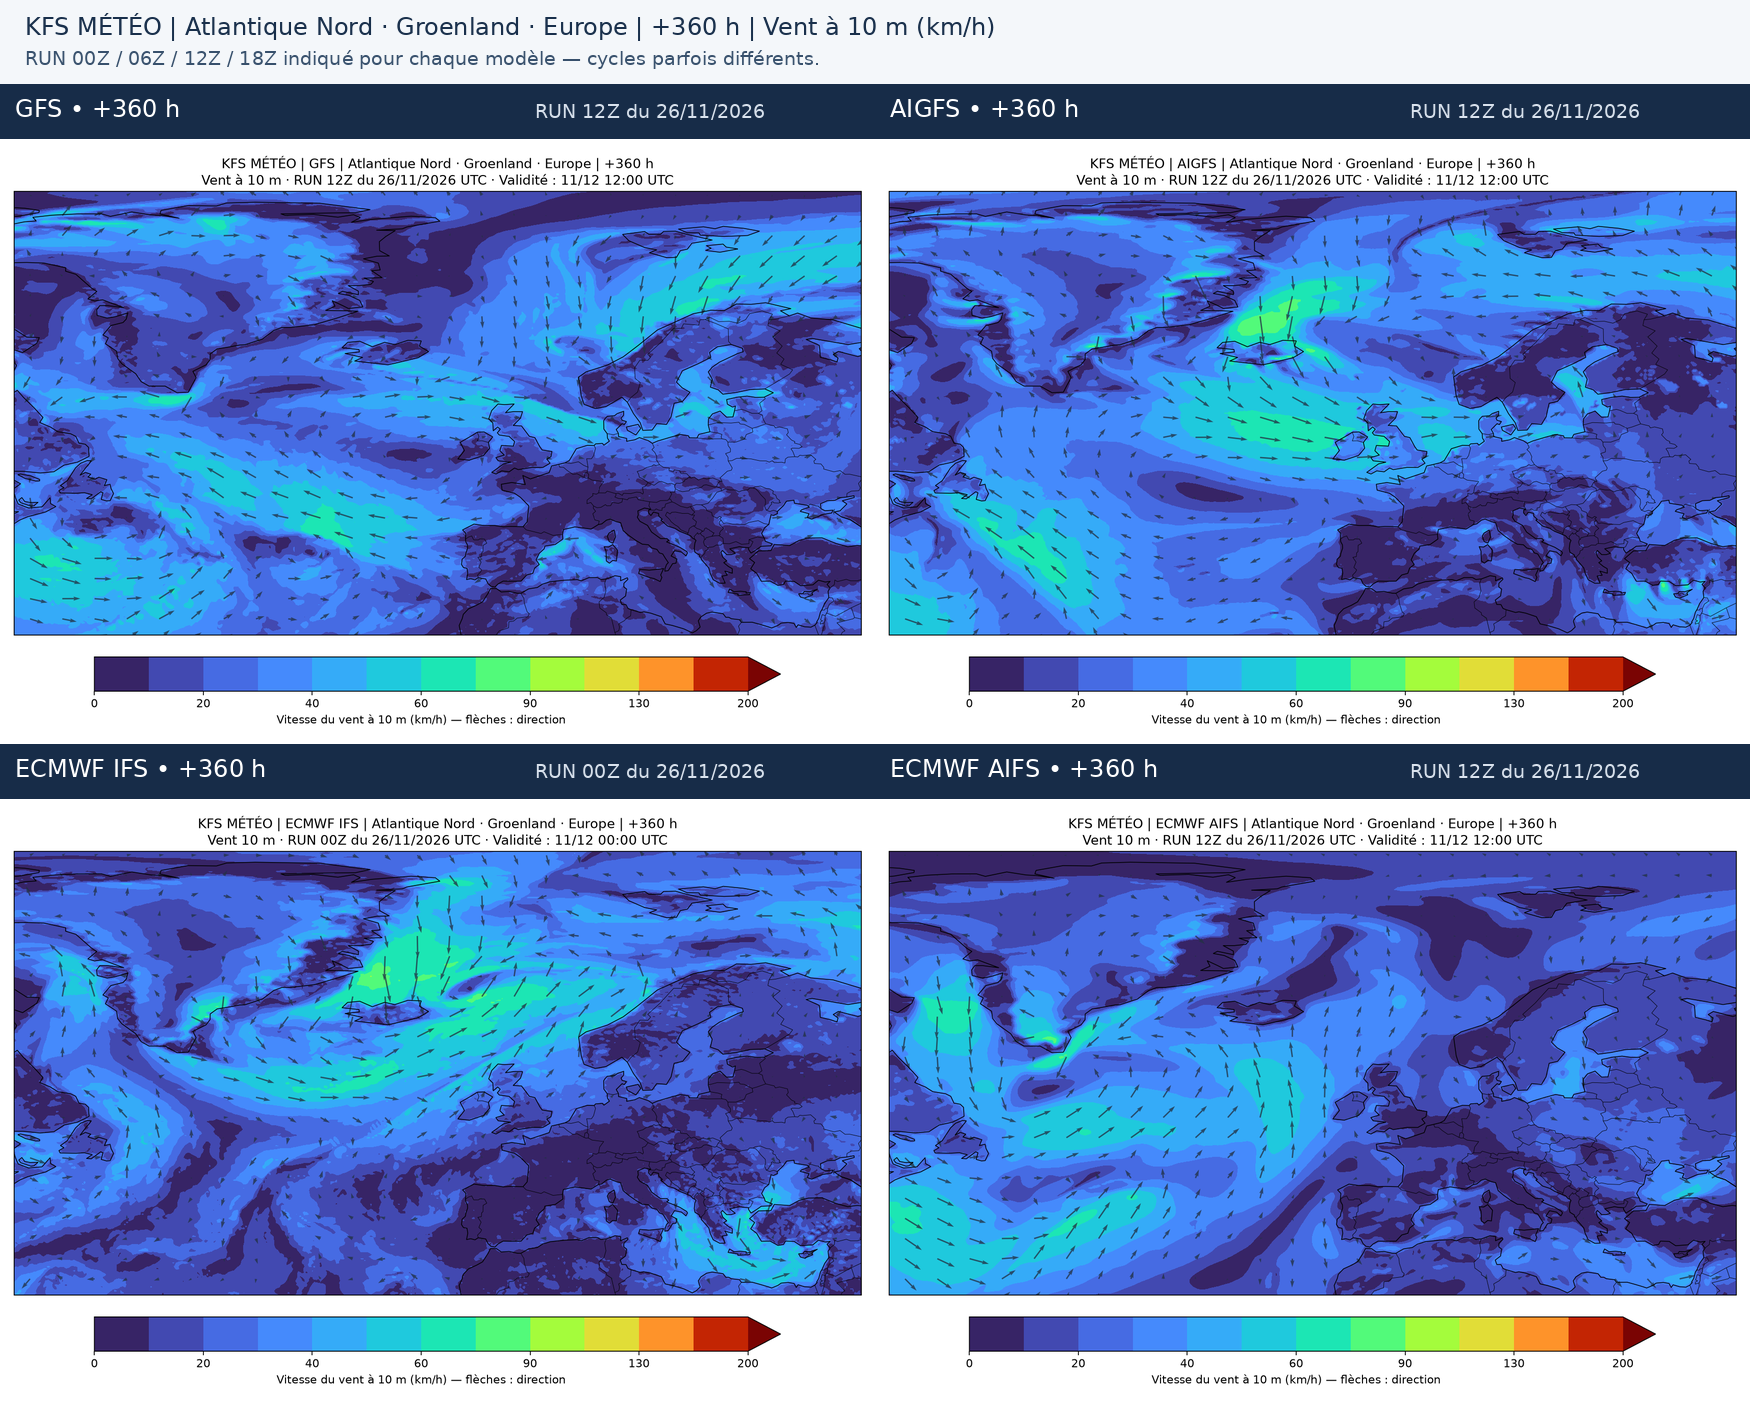 KFS MÉTÉO | Atlantique Nord · Groenland · Europe | +360 h | Vent à 10 m (km/h)
RUN 00Z / 06Z / 12Z / 18Z indiqué pour chaque modèle — cycles parfois différents.
GFS • +360 h
RUN 12Z du 26/11/2026
KFS MÉTÉO | GFS | Atlantique Nord · Groenland · Europe | +360 h
Vent à 10 m · RUN 12Z du 26/11/2026 UTC · Validité : 11/12 12:00 UTC
0 20 40 60 90 130 200
Vitesse du vent à 10 m (km/h) — flèches : direction
AIGFS • +360 h
RUN 12Z du 26/11/2026
KFS MÉTÉO | AIGFS | Atlantique Nord · Groenland · Europe | +360 h
Vent à 10 m · RUN 12Z du 26/11/2026 UTC · Validité : 11/12 12:00 UTC
0 20 40 60 90 130 200
Vitesse du vent à 10 m (km/h) — flèches : direction
ECMWF IFS • +360 h
RUN 00Z du 26/11/2026
KFS MÉTÉO | ECMWF IFS | Atlantique Nord · Groenland · Europe | +360 h
Vent 10 m · RUN 00Z du 26/11/2026 UTC · Validité : 11/12 00:00 UTC
0 20 40 60 90 130 200
Vitesse du vent à 10 m (km/h) — flèches : direction
ECMWF AIFS • +360 h
RUN 12Z du 26/11/2026
KFS MÉTÉO | ECMWF AIFS | Atlantique Nord · Groenland · Europe | +360 h
Vent 10 m · RUN 12Z du 26/11/2026 UTC · Validité : 11/12 12:00 UTC
0 20 40 60 90 130 200
Vitesse du vent à 10 m (km/h) — flèches : direction